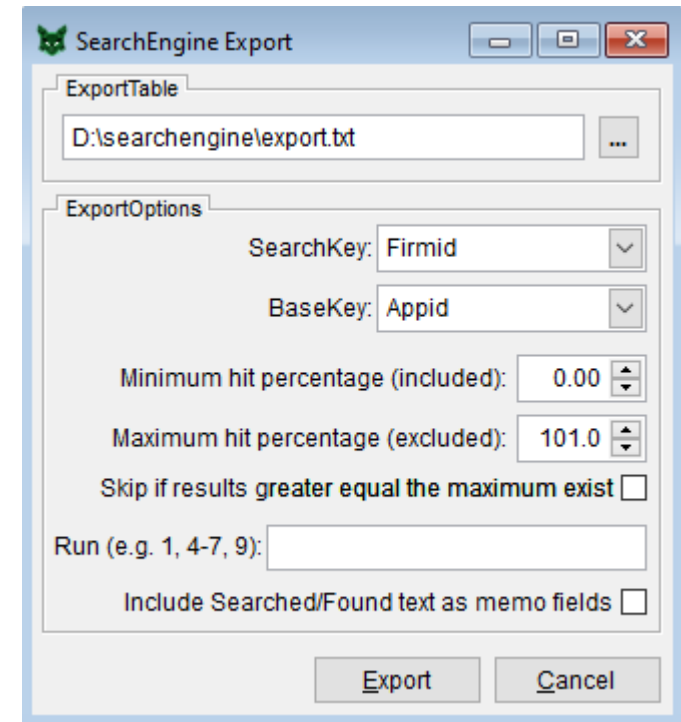 SearchEngine Export
ExportTable
D:\searchengine\export.txt ...
ExportOptions
SearchKey: Firmid
BaseKey: Appid
Minimum hit percentage (included): 0.00
Maximum hit percentage (excluded): 101.0
Skip if results greater equal the maximum exist
Run (e.g. 1, 4-7, 9):
Include Searched/Found text as memo fields
Export Cancel